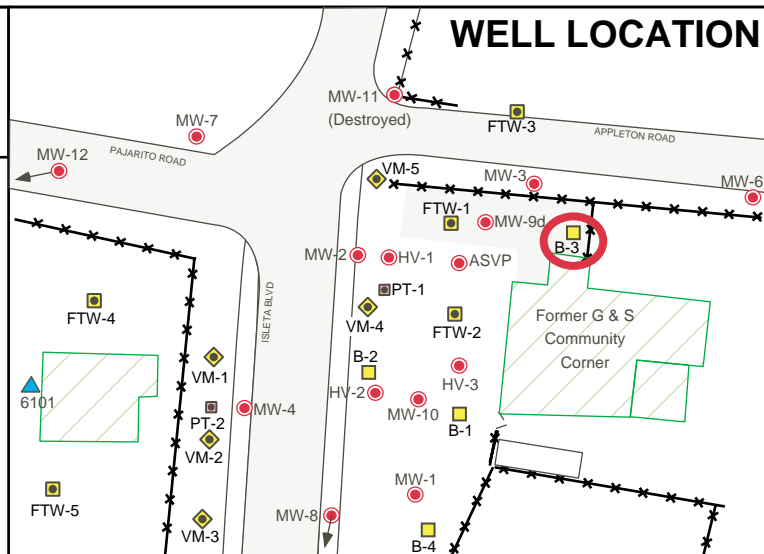 WELL LOCATION
MW-11
(Destroyed)
MW-7
FTW-3
APPLETON ROAD
PAJARITO ROAD
MW-12
VM-5
MW-3
MW-6
FTW-1
MW-9d
B-3
MW-2
HV-1
ASVP
PT-1
ISLETA BLVD
FTW-4
VM-4
FTW-2
Former G & S
Community
Corner
VM-1
B-2
6101
HV-3
HV-2
MW-10
MW-4
PT-2
B-1
VM-2
MW-1
FTW-5
MW-8
VM-3
B-4